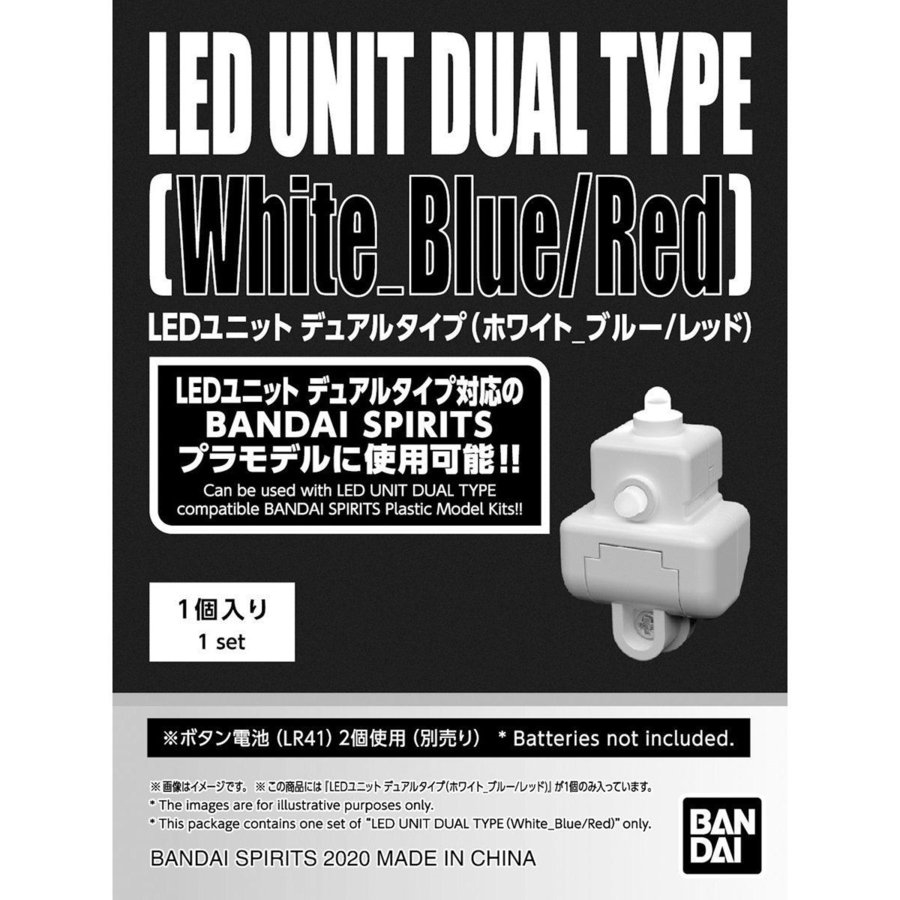 LED UNIT DUAL TYPE
[White_Blue/Red]
LEDユニット デュアルタイプ(ホワイト_ブルー/レッド)
LEDユニット デュアルタイプ対応の
BANDAI SPIRITS
プラモデルに使用可能!!
Can be used with LED UNIT DUAL TYPE
compatible BANDAI SPIRITS Plastic Model Kits!!
1個入り
1 set
※ボタン電池(LR41)2個使用(別売り) * Batteries not included.
※ 画像はイメージです。 ※ この商品には「LEDユニット デュアルタイプ(ホワイト_ブルー/レッド)」が1個のみ入っています。
* The images are for illustrative purposes only.
* This package contains one set of “LED UNIT DUAL TYPE (White_Blue/Red)” only.
BANDAI SPIRITS 2020 MADE IN CHINA
BAN
DAI